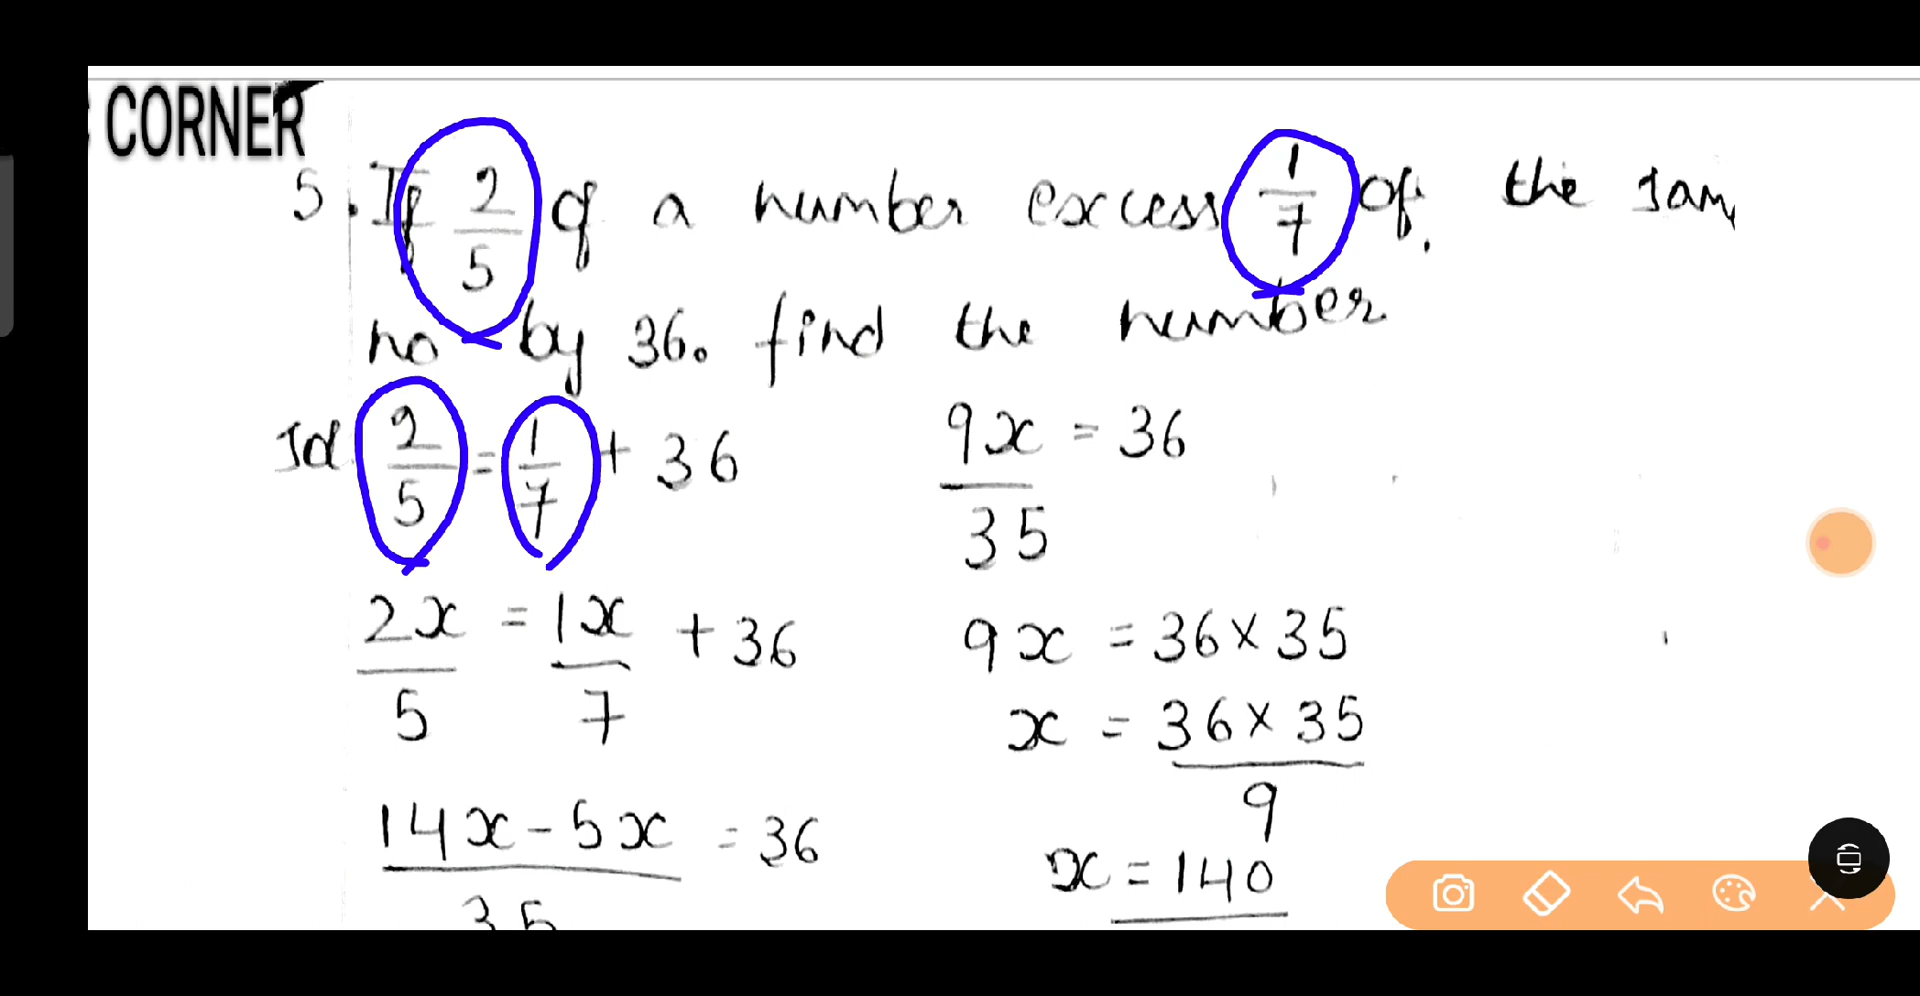 CORNER
5. If 2/5 of a number excess 1/7 of. the sam
no by 36. find the number.
Sol 2/5 = 1/7 + 36
2x/5 = 1x/7 + 36
14x - 5x/35 = 36
9x/35 = 36
9x = 36 x 35
x = 36 x 35/9
x = 140